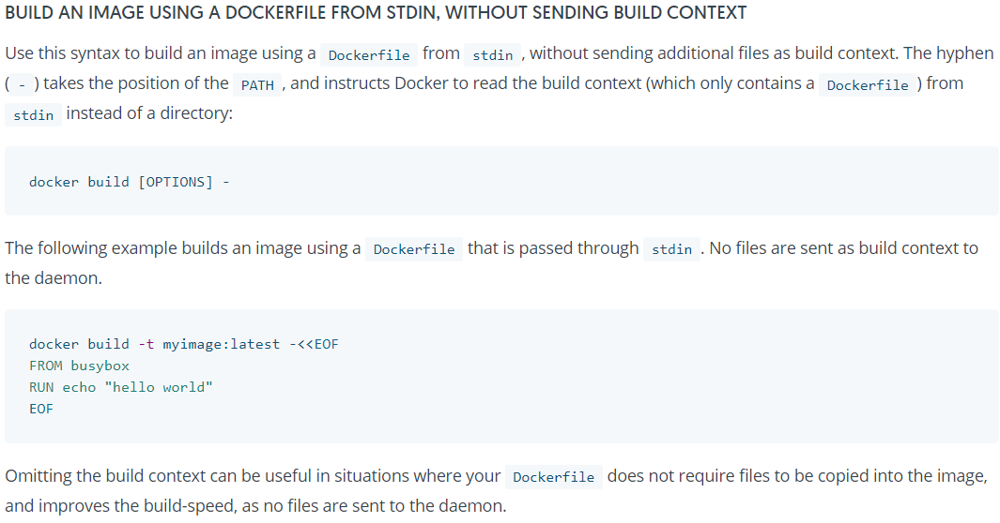 BUILD AN IMAGE USING A DOCKERFILE FROM STDIN, WITHOUT SENDING BUILD CONTEXT
Use this syntax to build an image using a Dockerfile from stdin , without sending additional files as build context. The hyphen
( - ) takes the position of the PATH , and instructs Docker to read the build context (which only contains a Dockerfile ) from
stdin instead of a directory:
docker build [OPTIONS] -
The following example builds an image using a Dockerfile that is passed through stdin . No files are sent as build context to
the daemon.
docker build -t myimage:latest -<<EOF
FROM busybox
RUN echo "hello world"
EOF
Omitting the build context can be useful in situations where your Dockerfile does not require files to be copied into the image,
and improves the build-speed, as no files are sent to the daemon.